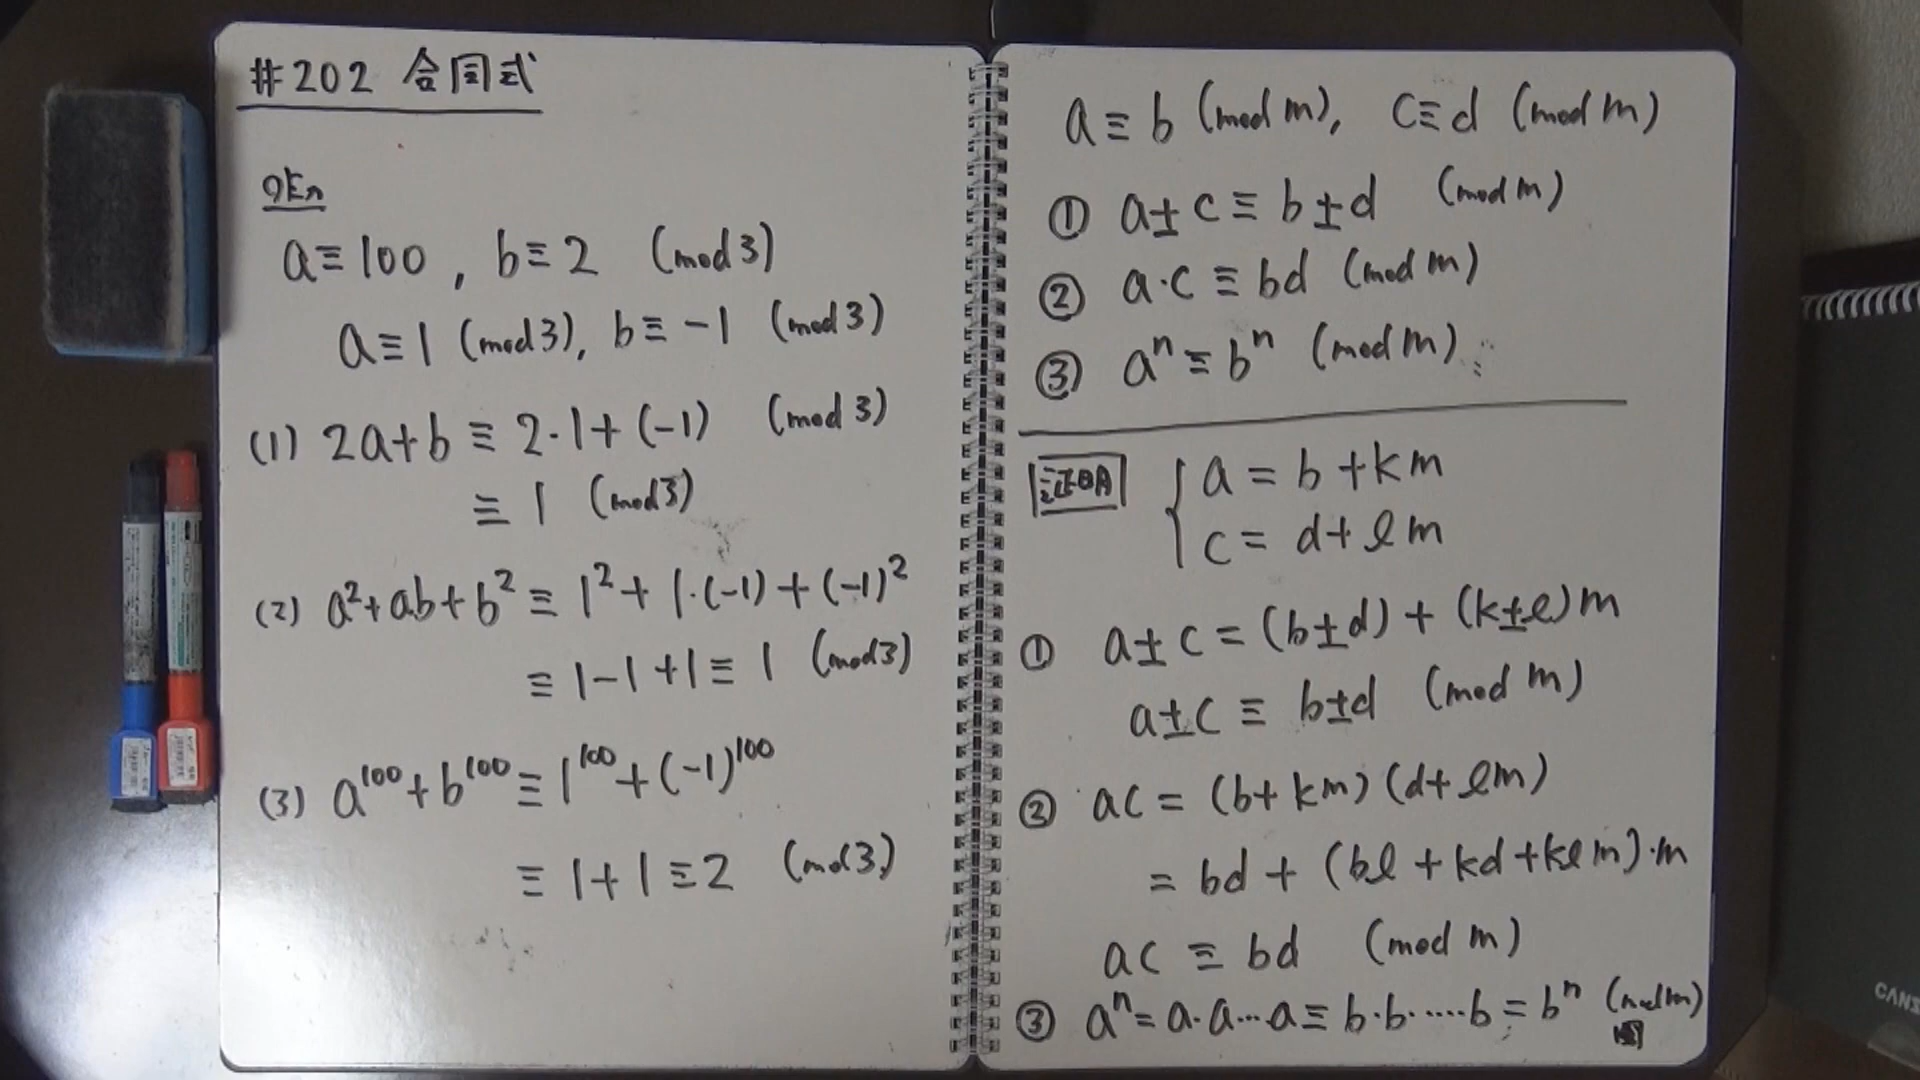 #202 合同式
例
a≡100, b≡2 (mod 3)
a≡1 (mod 3), b≡-1 (mod 3)
(1) 2a+b ≡ 2·1+(-1) (mod 3)
≡ 1 (mod 3)
(2) a²+ab+b² ≡ 1²+1·(-1)+(-1)²
≡ 1-1+1 ≡ 1 (mod 3)
(3) a¹⁰⁰+b¹⁰⁰ ≡ 1¹⁰⁰+(-1)¹⁰⁰
≡ 1+1 ≡ 2 (mod 3)
a≡b (mod m), c≡d (mod m)
① a±c ≡ b±d (mod m)
② a·c ≡ bd (mod m)
③ aⁿ ≡ bⁿ (mod m)
証明 { a = b+km
c = d+ℓm
① a±c = (b±d)+(k±ℓ)m
a±c ≡ b±d (mod m)
② ac = (b+km)(d+ℓm)
= bd+(bℓ+kd+kℓm)·m
ac ≡ bd (mod m)
③ aⁿ = a·a…a ≡ b·b·……b = bⁿ (mod m)